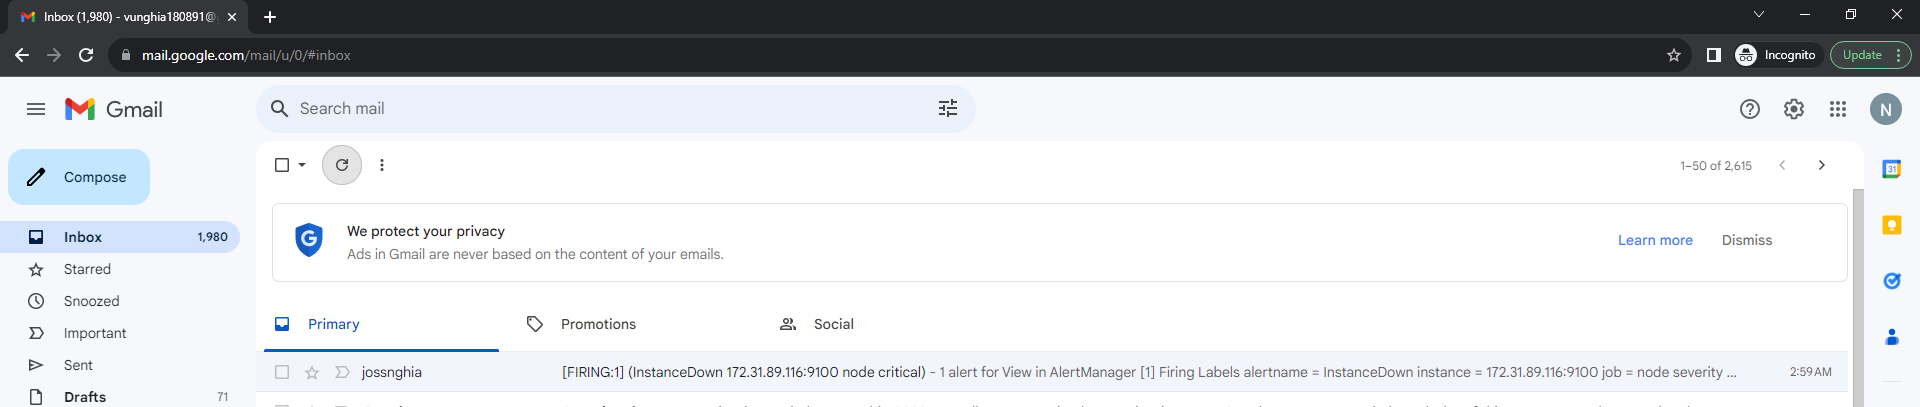 Inbox (1,980) - vunghia180891@
mail.google.com/mail/u/0/#inbox
Incognito
Update
Gmail
Search mail
N
Compose
1–50 of 2,615
31
G
We protect your privacy
Ads in Gmail are never based on the content of your emails.
Learn more
Dismiss
Inbox 1,980
Starred
Snoozed
Important
Sent
Drafts 71
Primary
Promotions
Social
jossnghia [FIRING:1] (InstanceDown 172.31.89.116:9100 node critical) - 1 alert for View in AlertManager [1] Firing Labels alertname = InstanceDown instance = 172.31.89.116:9100 job = node severity ... 2:59 AM